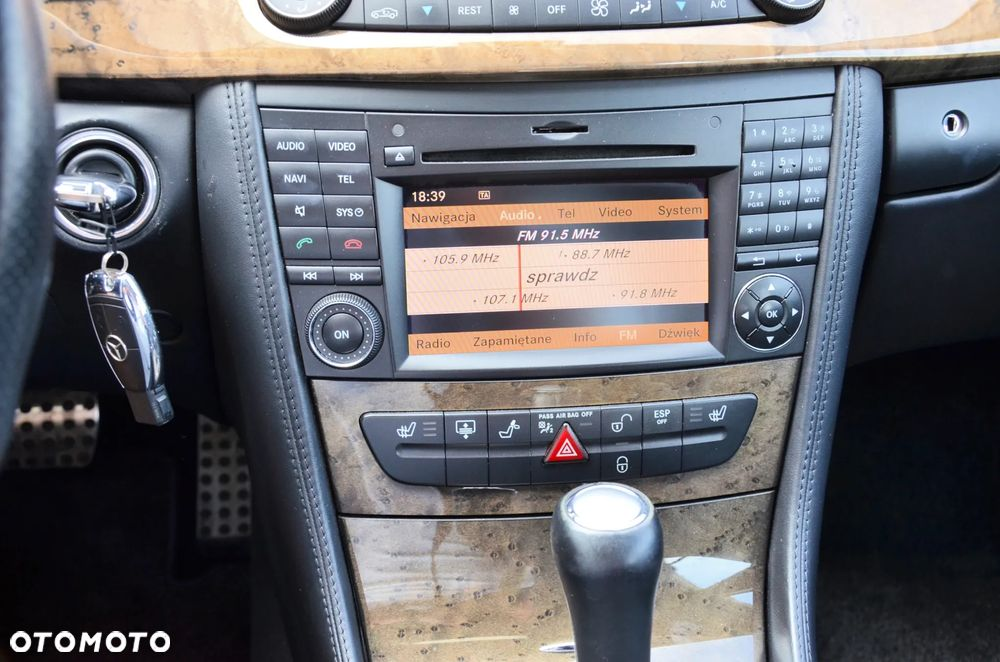 REST OFF A/C
AUDIO VIDEO
NAVI TEL
SYS
ON
18:39 TA
Nawigacja Audio Tel Video System
FM 91.5 MHz
105.9 MHz 88.7 MHz
sprawdz
107.1 MHz 91.8 MHz
Radio Zapamiętane Info FM Dźwięk
1 2 ABC 3 DEF
4 GHI 5 JKL 6 MNO
7 PQRS 8 TUV 9 WXYZ
*+ 0 #
C
OK
PASS AIR BAG OFF
ESP
OFF
OTOMOTO